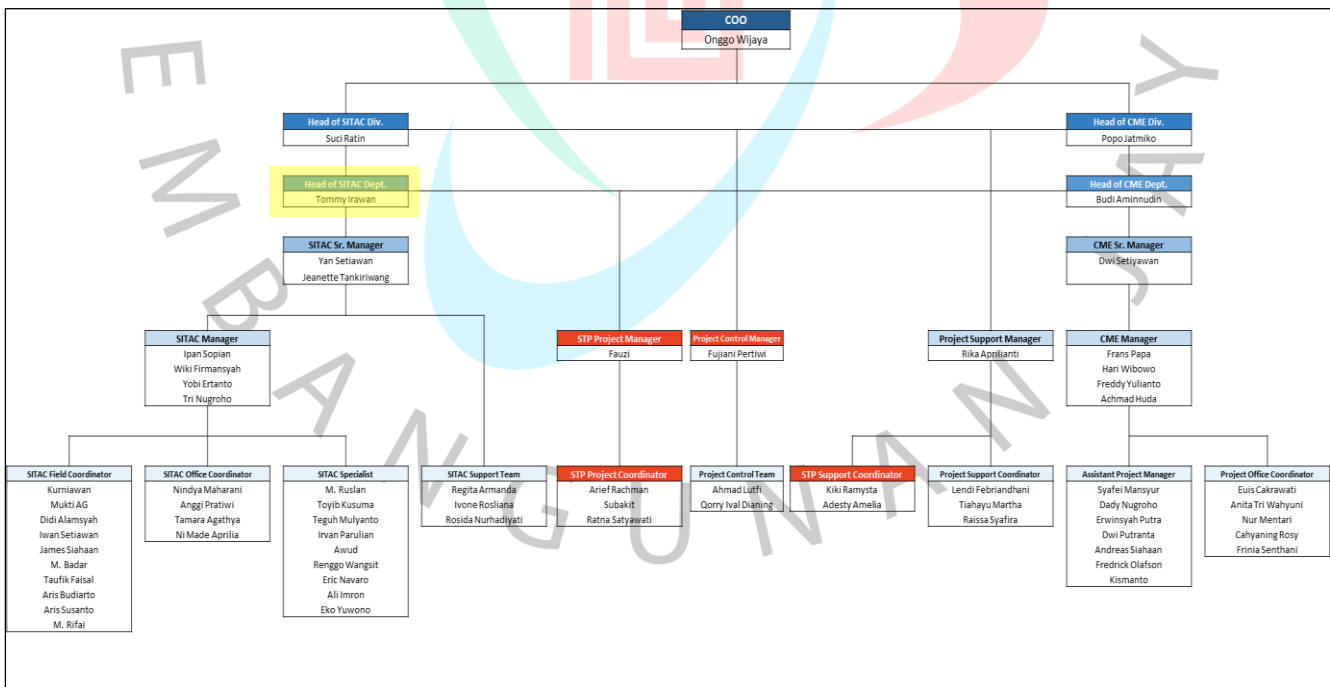 COO
Onggo Wijaya
Head of SITAC Div.
Suci Ratin
Head of CME Div.
Popo Jatmiko
Head of SITAC Dept.
Tommy Irawan
Head of CME Dept.
Budi Aminnudin
SITAC Sr. Manager
Yan Setiawan
Jeanette Tankiriwang
CME Sr. Manager
Dwi Setiyawan
SITAC Manager
Ipan Sopian
Wiki Firmansyah
Yobi Ertanto
Tri Nugroho
STP Project Manager
Fauzi
Project Control Manager
Fujiani Pertiwi
Project Support Manager
Rika Aprilianti
CME Manager
Frans Papa
Hari Wibowo
Freddy Yulianto
Achmad Huda
SITAC Field Coordinator
Kurniawan
Mukti AG
Didi Alamsyah
Iwan Setiawan
James Siahaan
M. Badar
Taufik Faisal
Aris Budiarto
Aris Susanto
M. Rifai
SITAC Office Coordinator
Nindya Maharani
Anggi Pratiwi
Tamara Agathya
Ni Made Aprilia
SITAC Specialist
M. Ruslan
Toyib Kusuma
Teguh Mulyanto
Irvan Parulian
Awud
Renggo Wangsit
Eric Navaro
Ali Imron
Eko Yuwono
SITAC Support Team
Regita Armanda
Ivone Rosliana
Rosida Nurhadiyati
STP Project Coordinator
Arief Rachman
Subakit
Ratna Satyawati
Project Control Team
Ahmad Lutfi
Qorry Ival Dianing
STP Support Coordinator
Kiki Ramysta
Adesty Amelia
Project Support Coordinator
Lendi Febriandhani
Tiahayu Martha
Raissa Syafira
Assistant Project Manager
Syafei Mansyur
Dady Nugroho
Erwinsyah Putra
Dwi Putranta
Andreas Siahaan
Fredrick Olafson
Kismanto
Project Office Coordinator
Euis Cakrawati
Anita Tri Wahyuni
Nur Mentari
Cahyaning Rosy
Frinia Senthani
EMBANGUNAN JAY